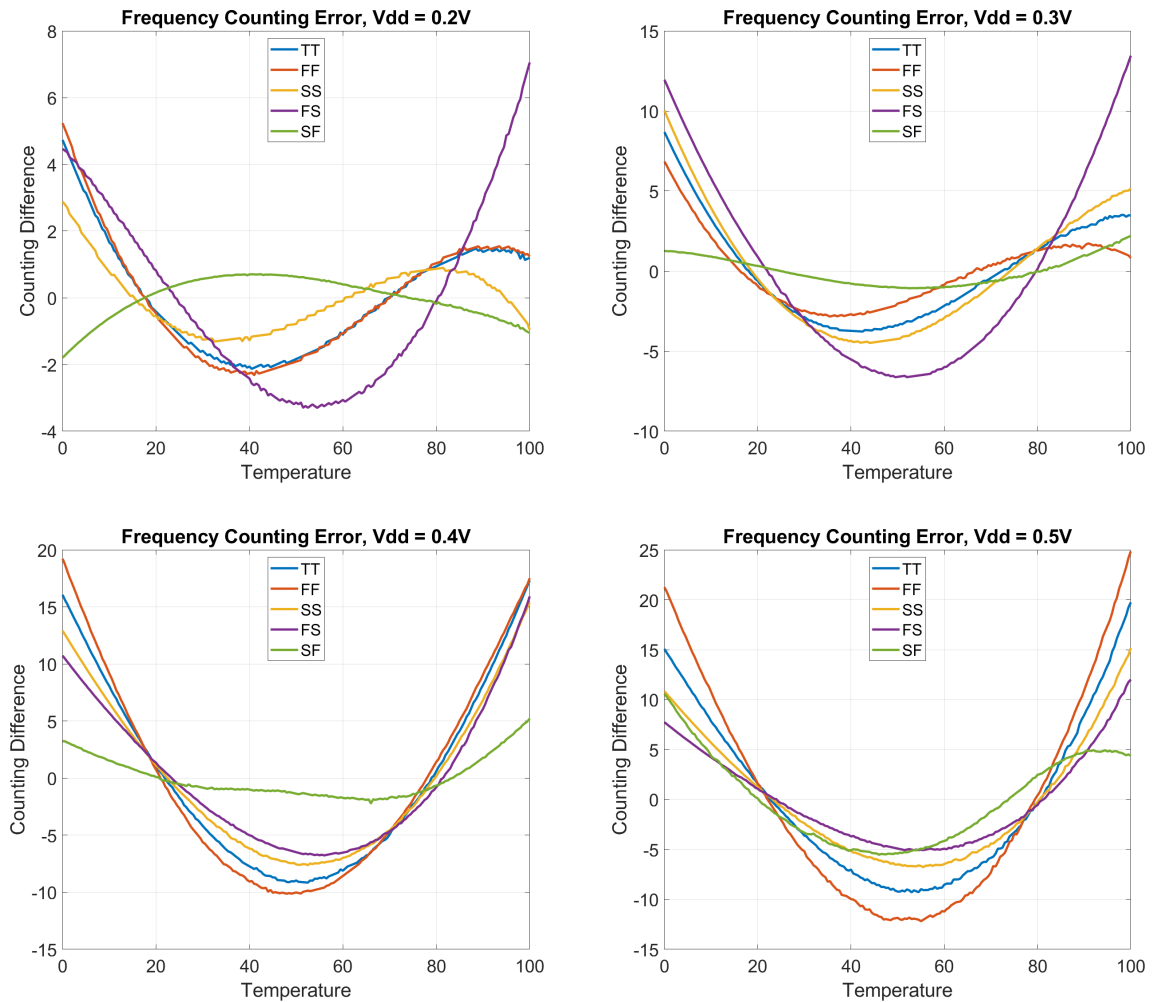 Frequency Counting Error, Vdd = 0.2V
8
6
4
2
0
-2
-4
Counting Difference
TT
FF
SS
FS
SF
0 20 40 60 80 100
Temperature
Frequency Counting Error, Vdd = 0.3V
15
10
5
0
-5
-10
Counting Difference
TT
FF
SS
FS
SF
0 20 40 60 80 100
Temperature
Frequency Counting Error, Vdd = 0.4V
20
15
10
5
0
-5
-10
-15
Counting Difference
TT
FF
SS
FS
SF
0 20 40 60 80 100
Temperature
Frequency Counting Error, Vdd = 0.5V
25
20
15
10
5
0
-5
-10
-15
Counting Difference
TT
FF
SS
FS
SF
0 20 40 60 80 100
Temperature